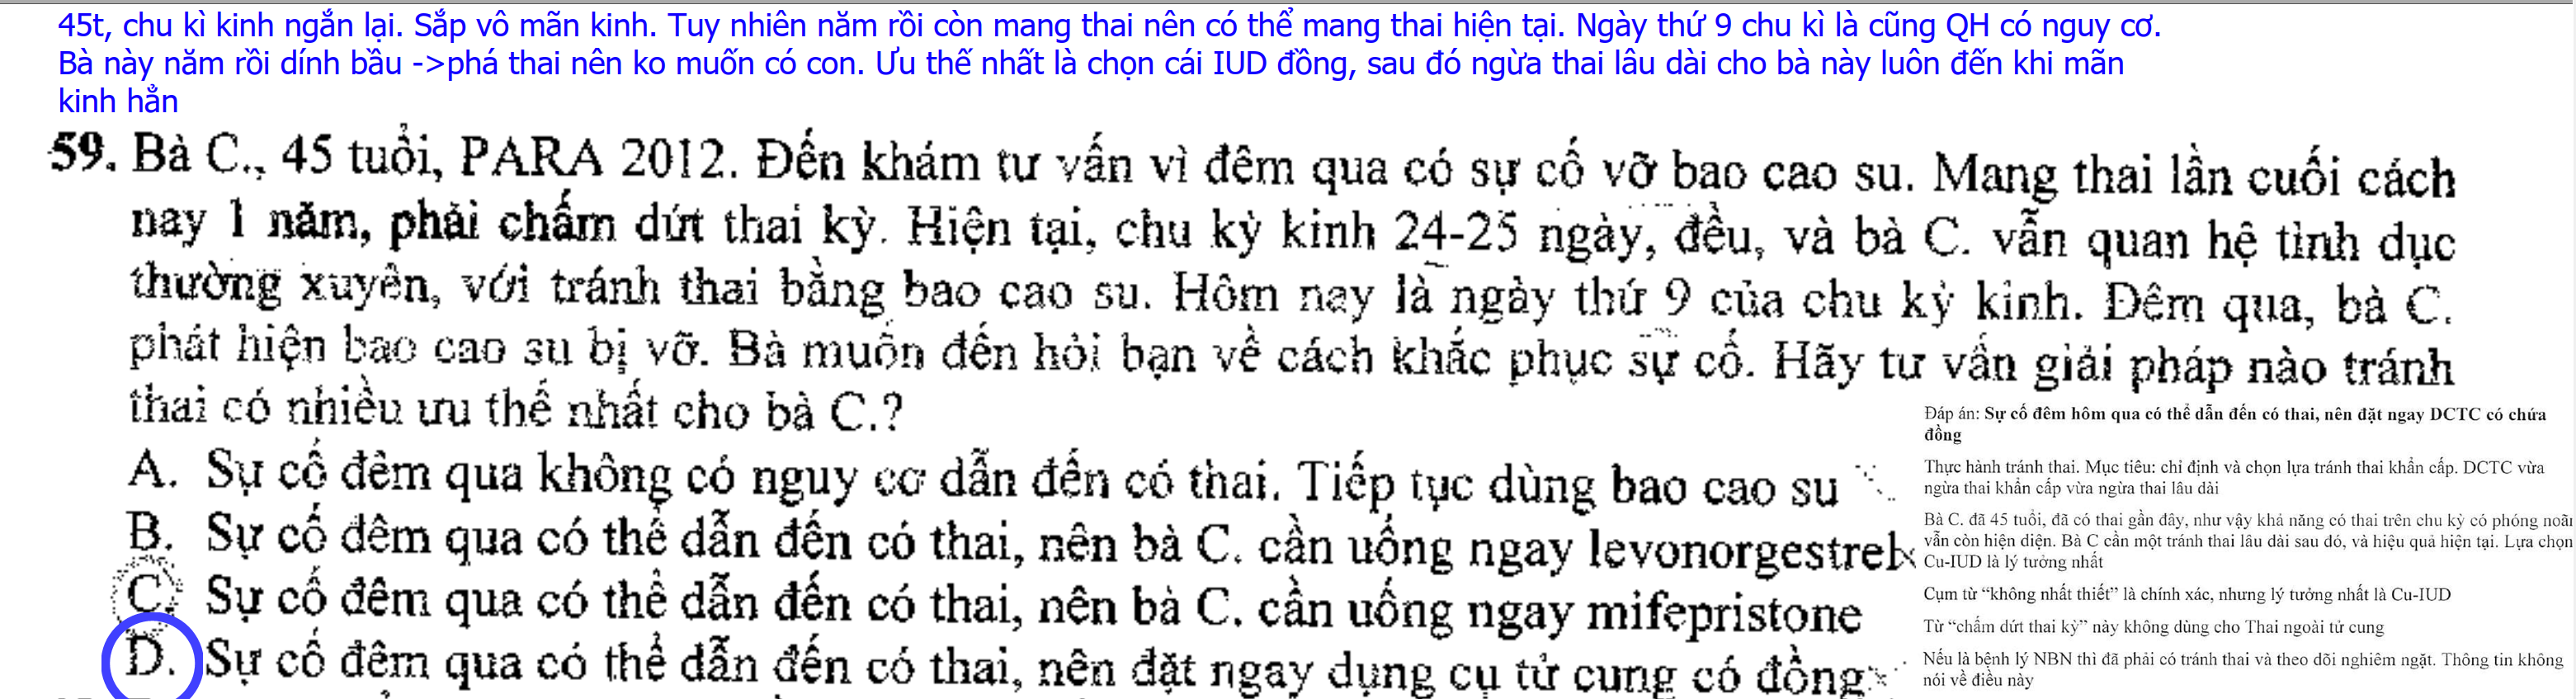 45t, chu kì kinh ngắn lại. Sắp vô mãn kinh. Tuy nhiên năm rồi còn mang thai nên có thể mang thai hiện tại. Ngày thứ 9 chu kì là cũng QH có nguy cơ.
Bà này năm rồi dính bầu ->phá thai nên ko muốn có con. Ưu thế nhất là chọn cái IUD đồng, sau đó ngừa thai lâu dài cho bà này luôn đến khi mãn
kinh hẳn
59. Bà C., 45 tuổi, PARA 2012. Đến khám tư vấn vì đêm qua có sự cố vỡ bao cao su. Mang thai lần cuối cách
nay 1 năm, phải chấm dứt thai kỳ. Hiện tại, chu kỳ kinh 24-25 ngày, đều, và bà C. vẫn quan hệ tình dục
thường xuyên, với tránh thai bằng bao cao su. Hôm nay là ngày thứ 9 của chu kỳ kinh. Đêm qua, bà C.
phát hiện bao cao su bị vỡ. Bà muốn đến hỏi bạn về cách khắc phục sự cố. Hãy tư vấn giải pháp nào tránh
thai có nhiều ưu thế nhất cho bà C.?
A. Sự cố đêm qua không có nguy cơ dẫn đến có thai. Tiếp tục dùng bao cao su
B. Sự cố đêm qua có thể dẫn đến có thai, nên bà C. cần uống ngay levonorgestrel
C. Sự cố đêm qua có thể dẫn đến có thai, nên bà C. cần uống ngay mifepristone
D. Sự cố đêm qua có thể dẫn đến có thai, nên đặt ngay dụng cụ tử cung có đồng
Đáp án: Sự cố đêm hôm qua có thể dẫn đến có thai, nên đặt ngay DCTC có chứa
đồng
Thực hành tránh thai. Mục tiêu: chỉ định và chọn lựa tránh thai khẩn cấp. DCTC vừa
ngừa thai khẩn cấp vừa ngừa thai lâu dài
Bà C. đã 45 tuổi, đã có thai gần đây, như vậy khả năng có thai trên chu kỳ có phóng noãn
vẫn còn hiện diện. Bà C cần một tránh thai lâu dài sau đó, và hiệu quả hiện tại. Lựa chọn
Cu-IUD là lý tưởng nhất
Cụm từ “không nhất thiết” là chính xác, nhưng lý tưởng nhất là Cu-IUD
Từ “chấm dứt thai kỳ” này không dùng cho Thai ngoài tử cung
Nếu là bệnh lý NBN thì đã phải có tránh thai và theo dõi nghiêm ngặt. Thông tin không
nói về điều này